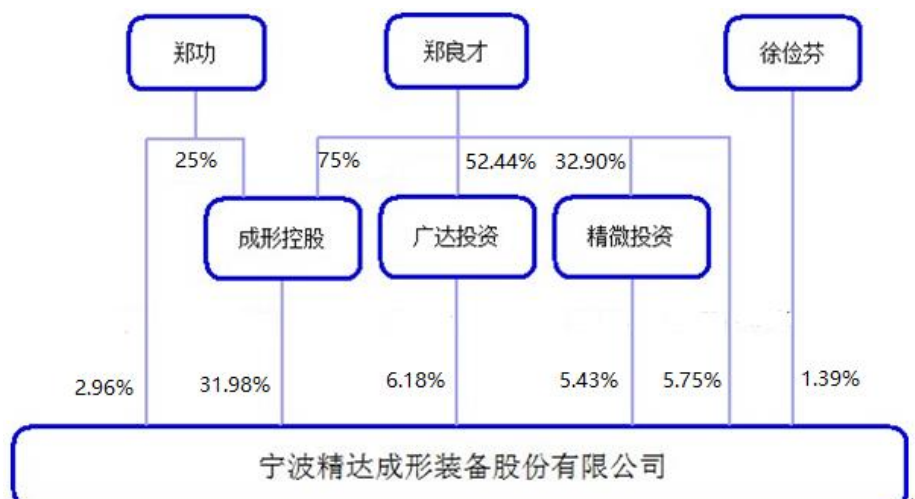 郑功
郑良才
徐俭芬
25%
75%
52.44%
32.90%
成形控股
广达投资
精微投资
2.96%
31.98%
6.18%
5.43%
5.75%
1.39%
宁波精达成形装备股份有限公司